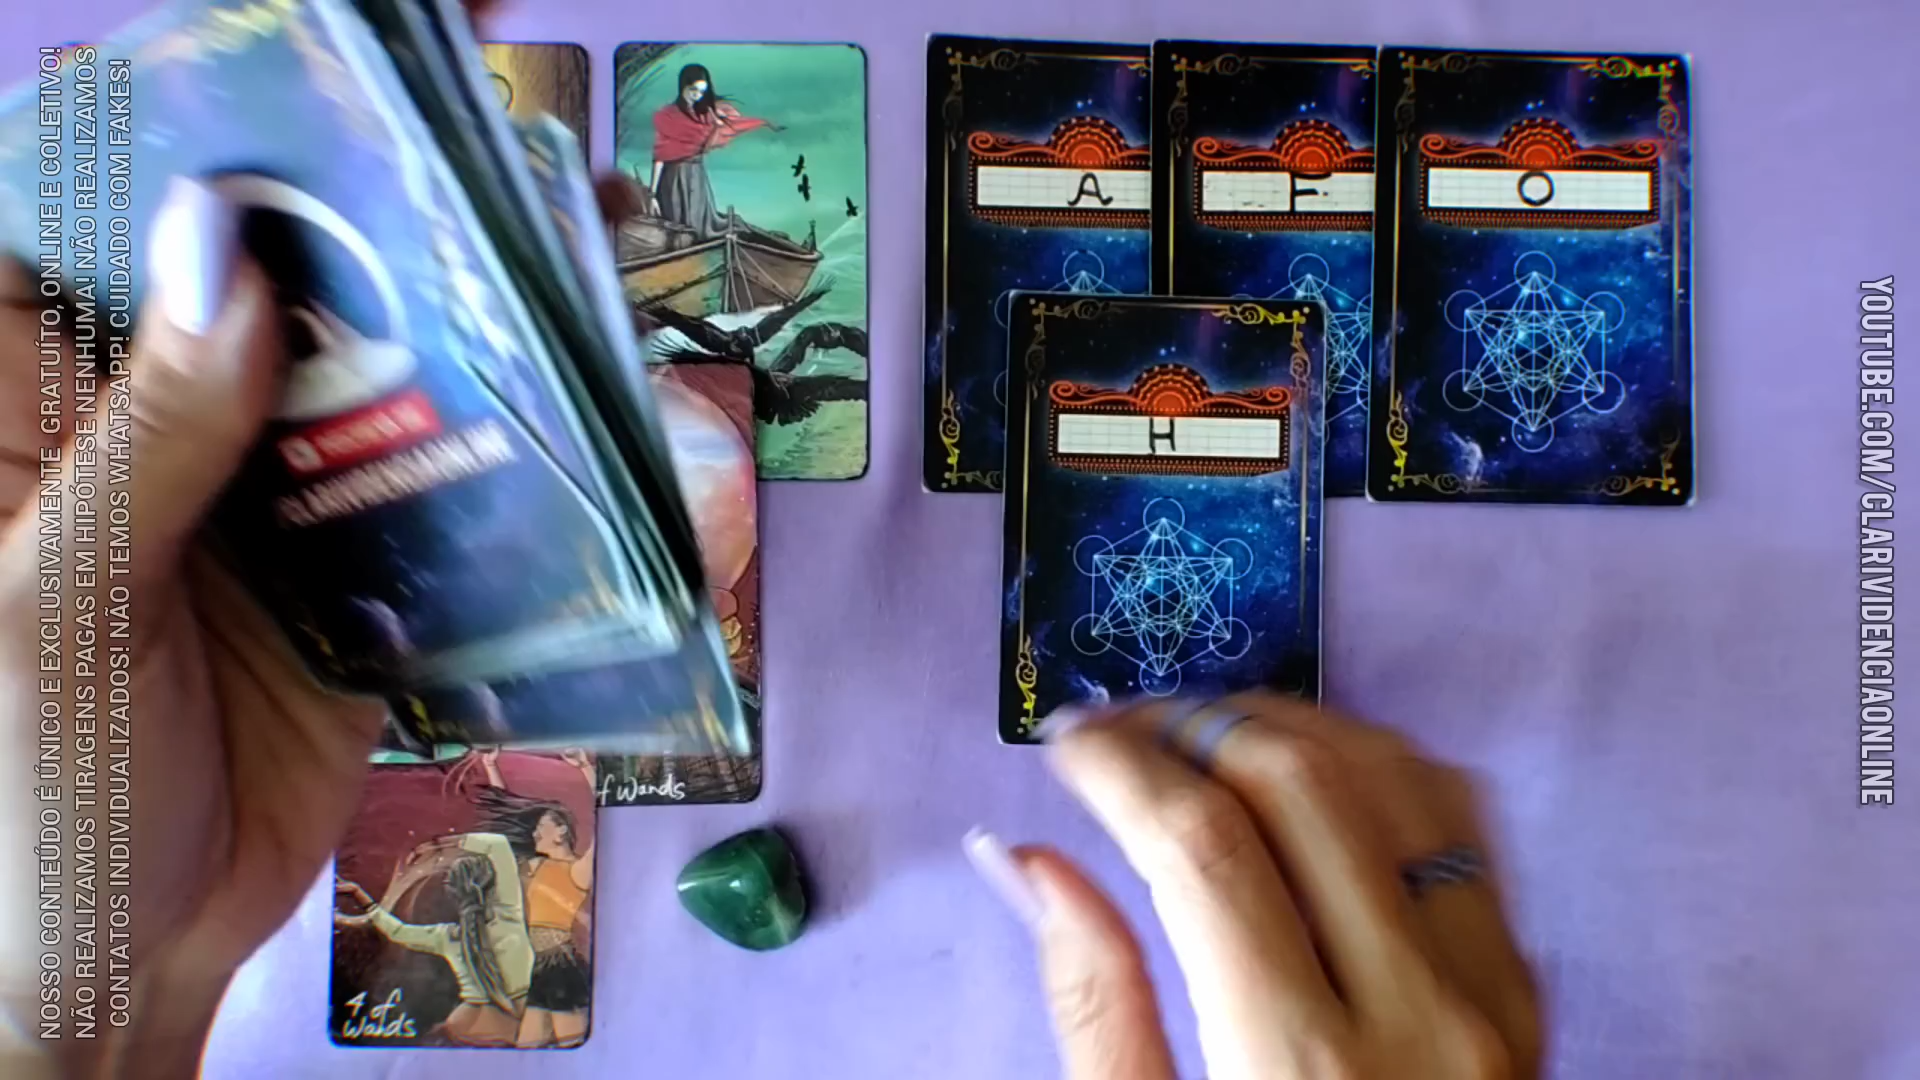 NOSSO CONTEÚDO É ÚNICO E EXCLUSIVAMENTE GRATUÍTO, ONLINE E COLETIVO!
NÃO REALIZAMOS TIRAGENS PAGAS EM HIPÓTESE NENHUMA! NÃO REALIZAMOS
CONTATOS INDIVIDUALIZADOS! NÃO TEMOS WHATSAPP! CUIDADO COM FAKES!
A
F
O
H
f Wands
4 of
Wands
YOUTUBE.COM/CLARIVIDENCIAONLINE